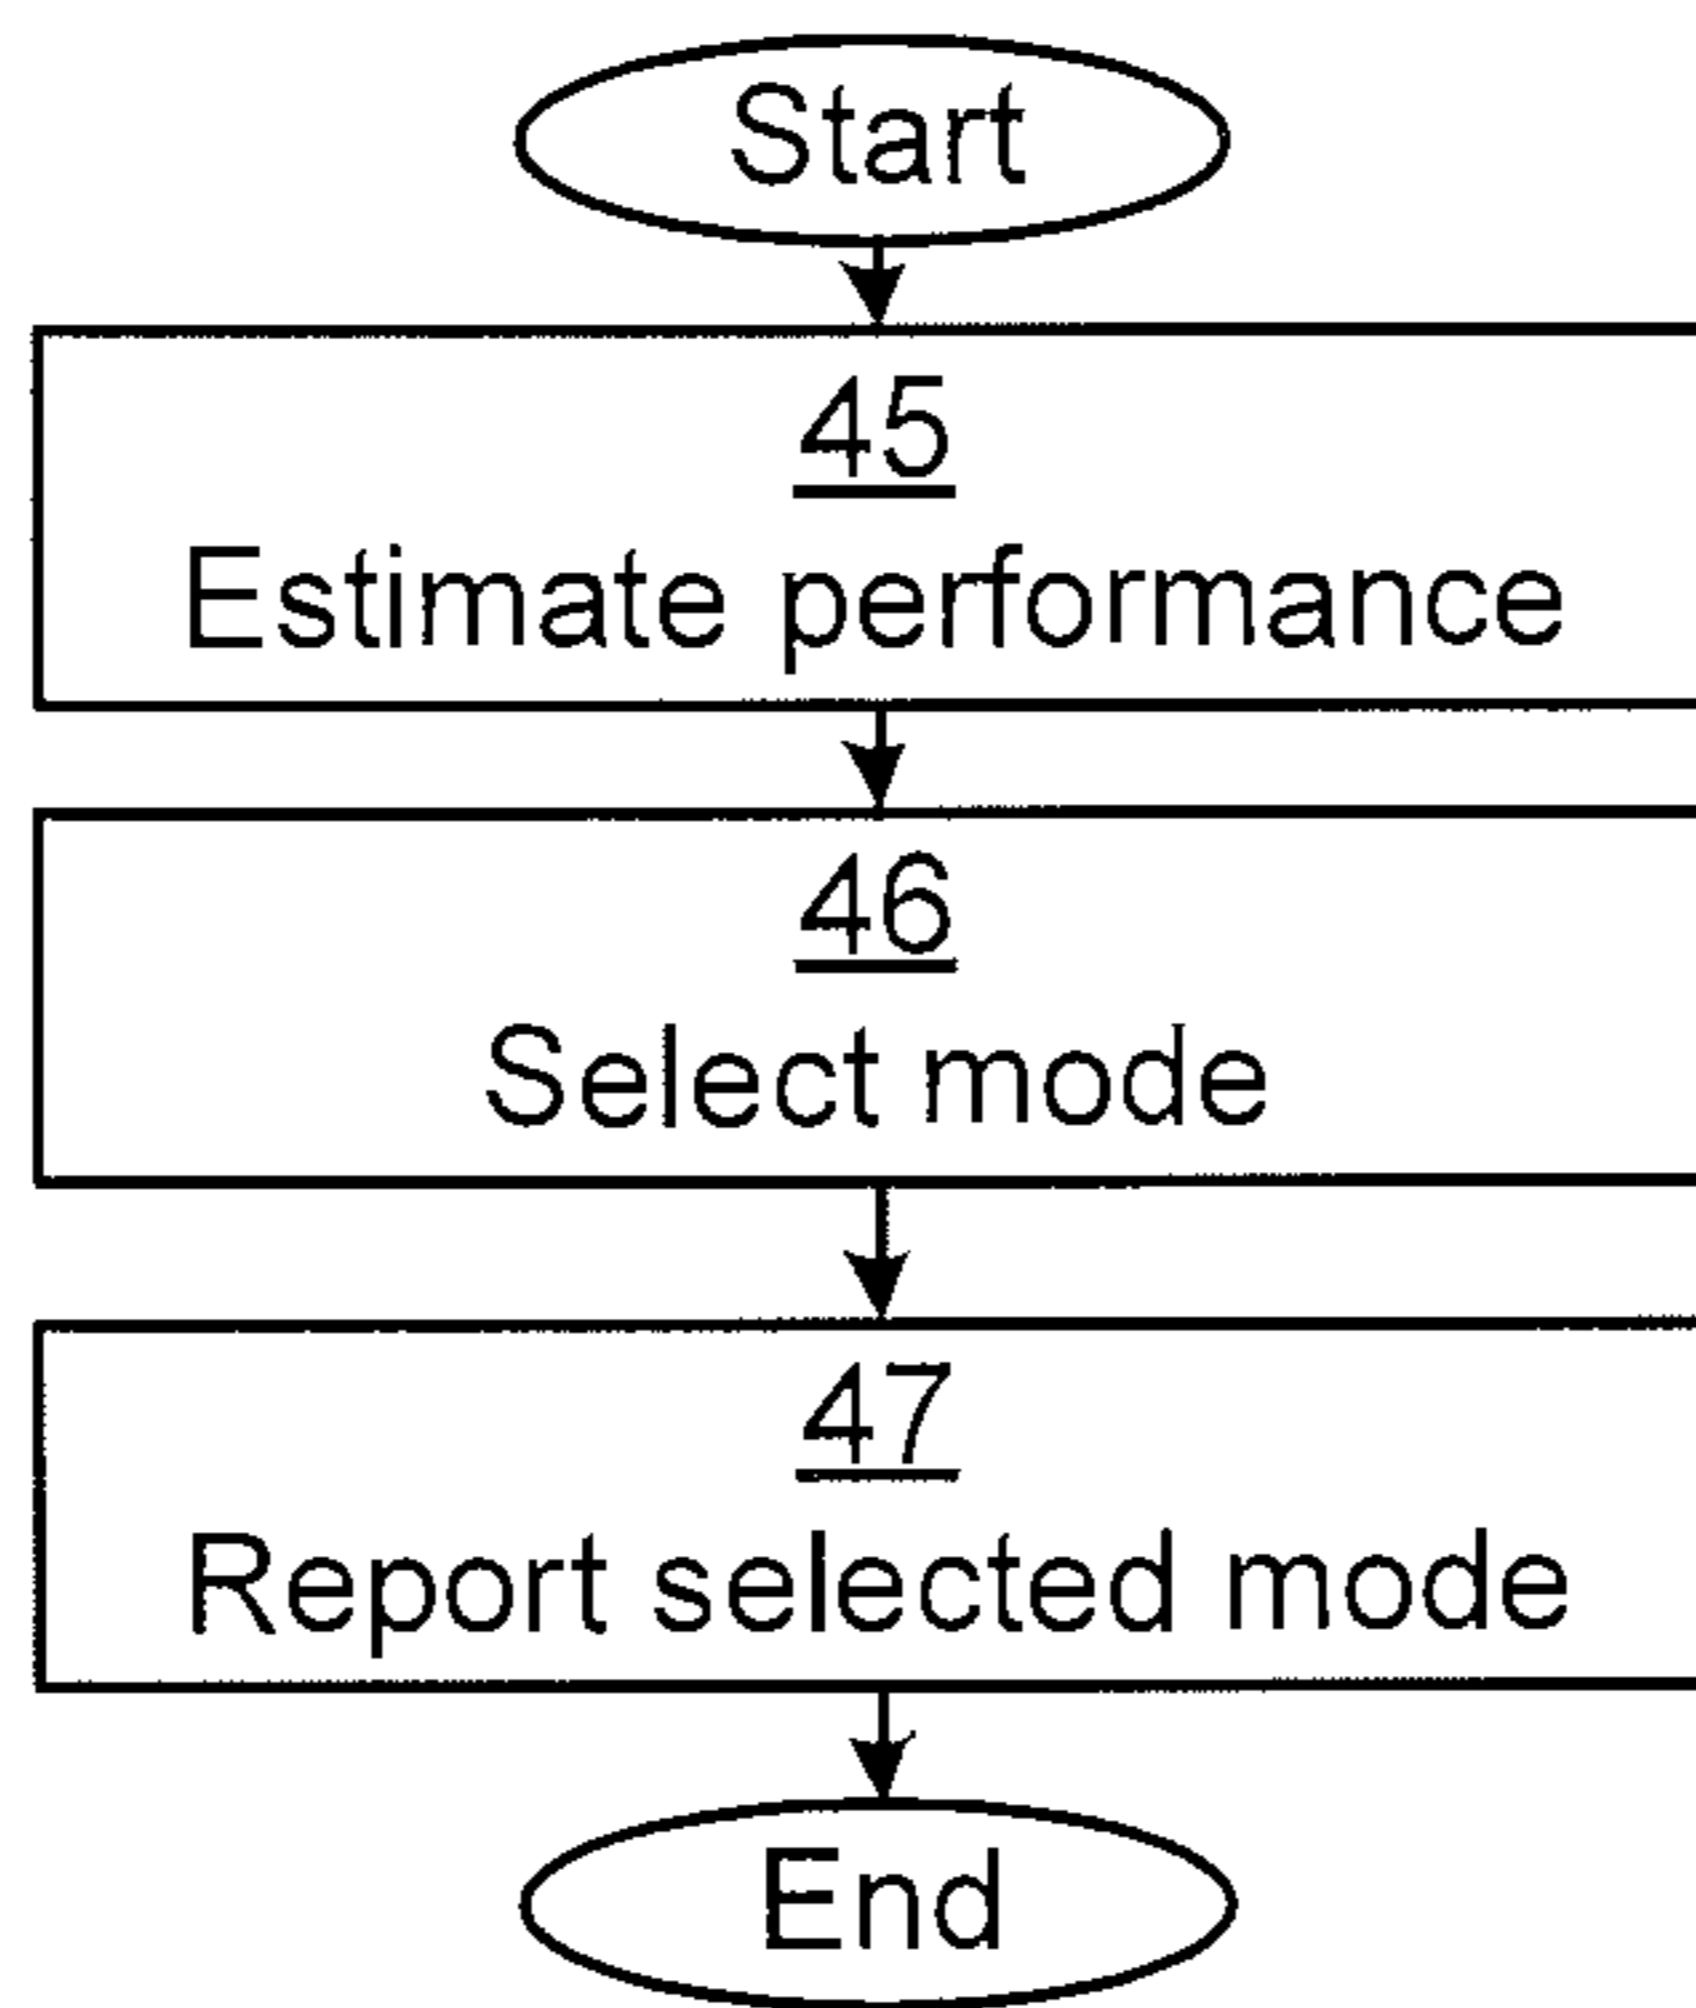 Start
45
Estimate performance
46
Select mode
47
Report selected mode
End